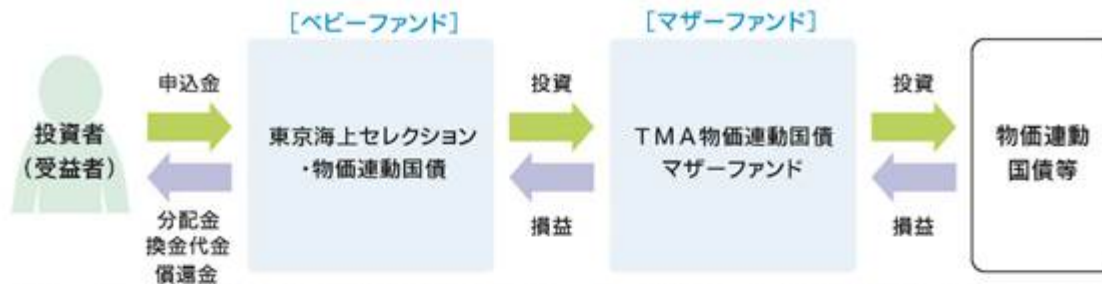 [ベビーファンド]
[マザーファンド]
投資者
(受益者)
申込金
分配金
換金代金
償還金
東京海上セレクション
・物価連動国債
投資
損益
TMA物価連動国債
マザーファンド
投資
損益
物価連動
国債等